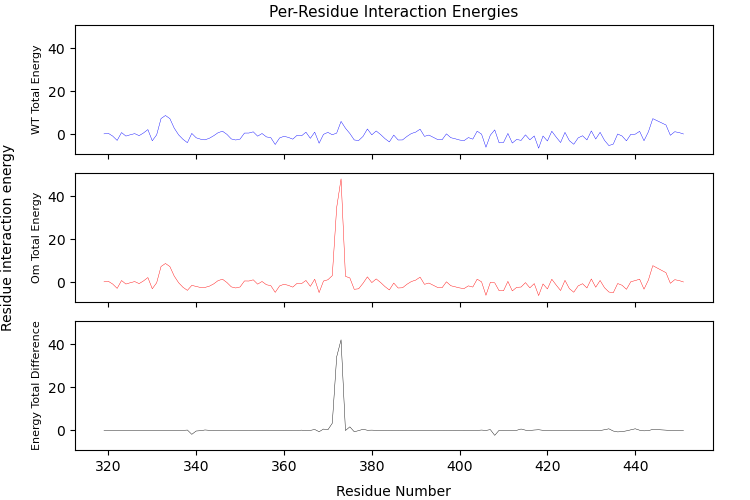 Per-Residue Interaction Energies
Residue interaction energy
WT Total Energy
40
20
0
Om Total Energy
40
20
0
Energy Total Difference
40
20
0
320 340 360 380 400 420 440
Residue Number